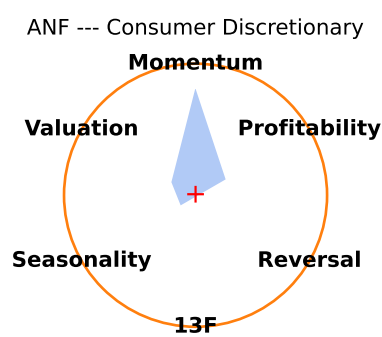 ANF --- Consumer Discretionary
Momentum
Valuation
Profitability
Seasonality
Reversal
13F